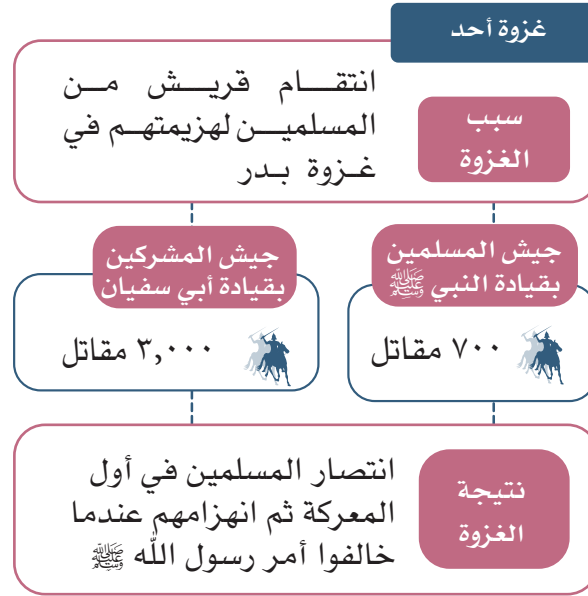 غزوة أحد
سبب
الغزوة
انتقام قريش من
المسلمين لهزيمتهم في
غزوة بدر
جيش المسلمين
بقيادة النبي ﷺ
٧٠٠ مقاتل
جيش المشركين
بقيادة أبي سفيان
٣,٠٠٠ مقاتل
نتيجة
الغزوة
انتصار المسلمين في أول
المعركة ثم انهزامهم عندما
خالفوا أمر رسول الله ﷺ